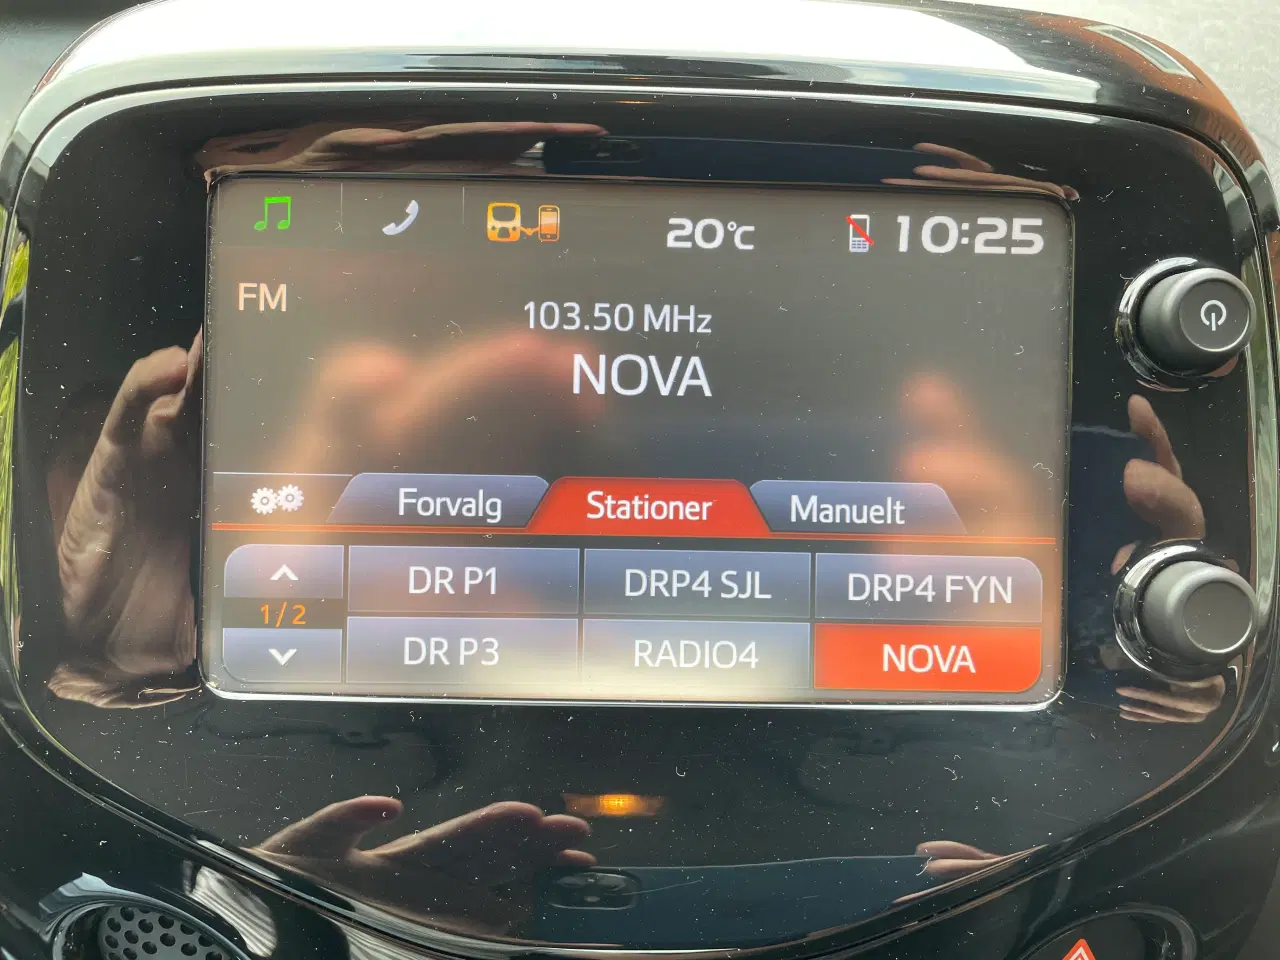 20°C
10:25
FM
103.50 MHz
NOVA
Forvalg
Stationer
Manuelt
1/2
DR P1
DRP4 SJL
DRP4 FYN
DR P3
RADIO4
NOVA